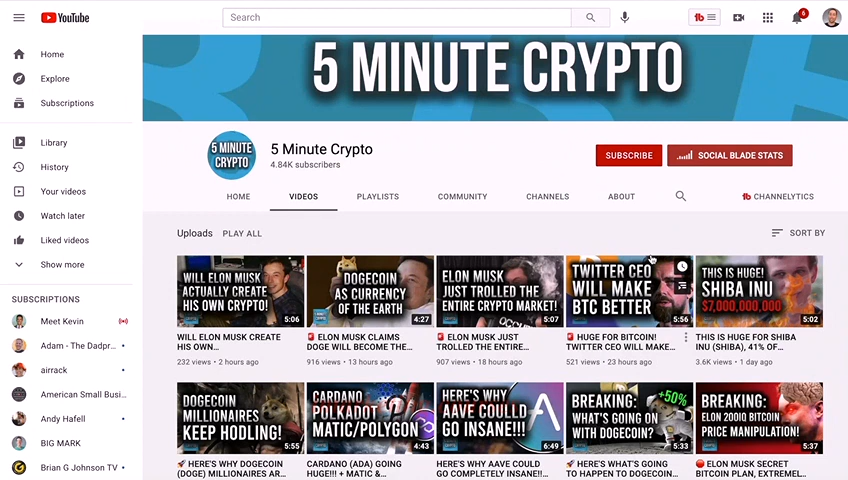 YouTube
Search
6
Home
Explore
Subscriptions
Library
History
Your videos
Watch later
Liked videos
Show more
SUBSCRIPTIONS
Meet Kevin
Adam - The Dadpr...
airrack
American Small Busi...
Andy Hafell
BIG MARK
Brian G Johnson TV
5 MINUTE CRYPTO
5 MINUTE
CRYPTO
5 Minute Crypto
4.84K subscribers
SUBSCRIBE
SOCIAL BLADE STATS
HOME
VIDEOS
PLAYLISTS
COMMUNITY
CHANNELS
ABOUT
CHANNELYTICS
Uploads
PLAY ALL
SORT BY
WILL ELON MUSK
ACTUALLY CREATE
HIS OWN CRYPTO!
5:06
WILL ELON MUSK CREATE
HIS OWN...
232 views • 2 hours ago
DOGECOIN
AS CURRENCY
OF THE EARTH
4:27
ELON MUSK CLAIMS
DOGE WILL BECOME THE...
916 views • 13 hours ago
ELON MUSK
JUST TROLLED THE
ENTIRE CRYPTO MARKET!
5:07
ELON MUSK JUST
TROLLED THE ENTIRE...
907 views • 18 hours ago
TWITTER CEO
WILL MAKE
BTC BETTER
5:56
HUGE FOR BITCOIN!
TWITTER CEO WILL MAKE...
521 views • 23 hours ago
THIS IS HUGE!
SHIBA INU
$7,000,000,000
5:02
THIS IS HUGE FOR SHIBA
INU (SHIBA), 41% OF...
3.6K views • 1 day ago
DOGECOIN
MILLIONAIRES
KEEP HODLING!
5:55
HERE'S WHY DOGECOIN
(DOGE) MILLIONAIRES AR...
CARDANO
POLKADOT
MATIC/POLYGON
4:43
CARDANO (ADA) GOING
HUGE!!! + MATIC &
HERE'S WHY
AAVE COULLD
GO INSANE!!!
6:49
HERE'S WHY AAVE COULD
GO COMPLETELY INSANE!!...
BREAKING:
+50%
WHAT'S GOING
ON WITH DOGECOIN?
5:33
HERE'S WHAT'S GOING
TO HAPPEN TO DOGECOIN...
BREAKING:
ELON 200IQ BITCOIN
PRICE MANIPULATION!
5:37
ELON MUSK SECRET
BITCOIN PLAN, EXTREMEL...